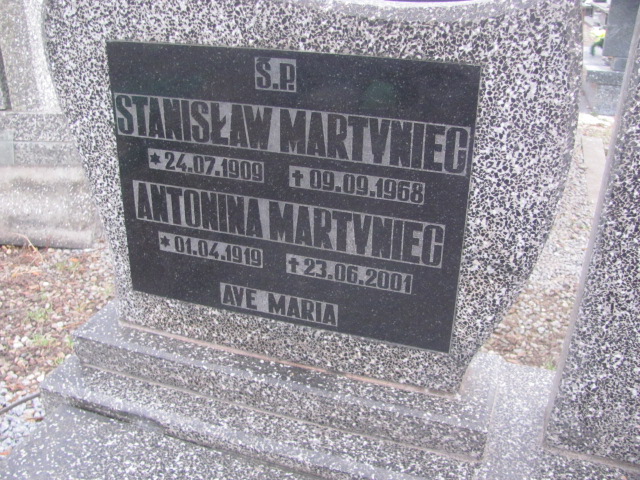 Ś.P.
STANISŁAW MARTYNIEC
*24.07.1909 †09.09.1968
ANTONINA MARTYNIEC
*01.04.1919 †23.06.2001
AVE MARIA